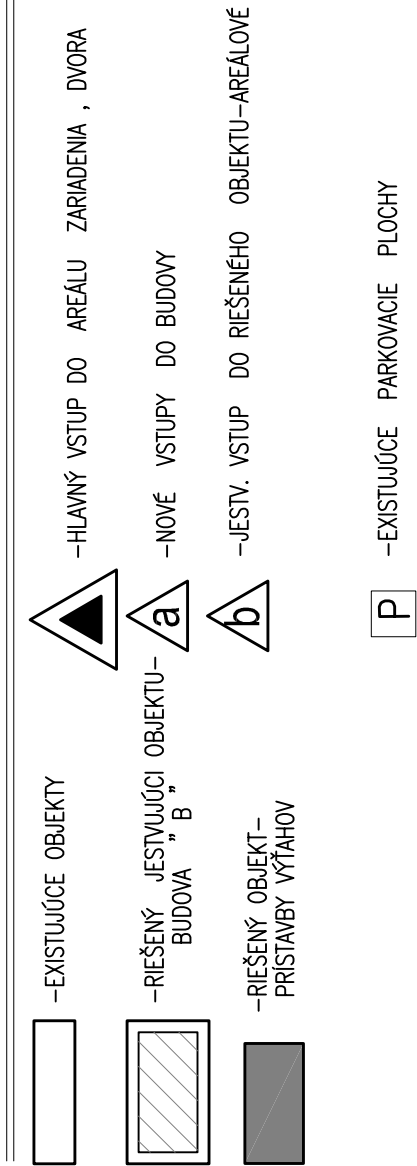 -EXISTUJÚCE OBJEKTY
-RIEŠENÝ JESTVUJÚCI OBJEKTU-
BUDOVA " B "
-RIEŠENÝ OBJEKT-
PRÍSTAVBY VÝŤAHOV
-HLAVNÝ VSTUP DO AREÁLU ZARIADENIA , DVORA
a -NOVÉ VSTUPY DO BUDOVY
b -JESTV. VSTUP DO RIEŠENÉHO OBJEKTU-AREÁLOVÉ
P -EXISTUJÚCE PARKOVACIE PLOCHY